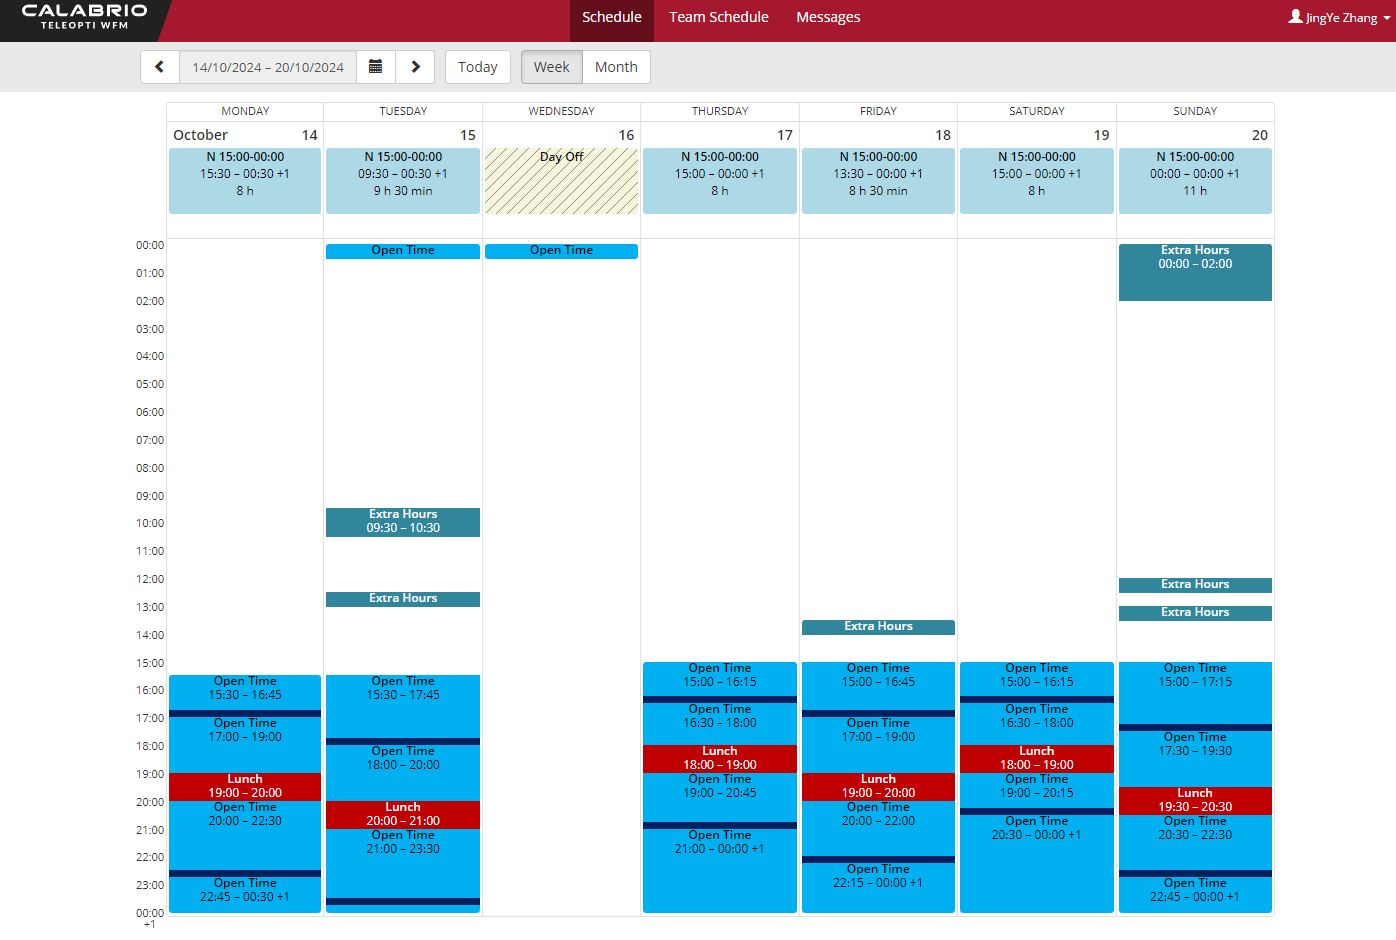 CALABRIO
TELEOPTI WFM
Schedule
Team Schedule
Messages
JingYe Zhang
14/10/2024 – 20/10/2024
Today
Week
Month
MONDAY
TUESDAY
WEDNESDAY
THURSDAY
FRIDAY
SATURDAY
SUNDAY
October 14
15
16
17
18
19
20
N 15:00-00:00
15:30 – 00:30 +1
8 h
N 15:00-00:00
09:30 – 00:30 +1
9 h 30 min
Day Off
N 15:00-00:00
15:00 – 00:00 +1
8 h
N 15:00-00:00
13:30 – 00:00 +1
8 h 30 min
N 15:00-00:00
15:00 – 00:00 +1
8 h
N 15:00-00:00
00:00 – 00:00 +1
11 h
00:00
01:00
02:00
03:00
04:00
05:00
06:00
07:00
08:00
09:00
10:00
11:00
12:00
13:00
14:00
15:00
16:00
17:00
18:00
19:00
20:00
21:00
22:00
23:00
00:00
+1
Open Time
15:30 – 16:45
Open Time
17:00 – 19:00
Lunch
19:00 – 20:00
Open Time
20:00 – 22:30
Open Time
22:45 – 00:30 +1
Open Time
Extra Hours
09:30 – 10:30
Extra Hours
Open Time
15:30 – 17:45
Open Time
18:00 – 20:00
Lunch
20:00 – 21:00
Open Time
21:00 – 23:30
Open Time
Open Time
15:00 – 16:15
Open Time
16:30 – 18:00
Lunch
18:00 – 19:00
Open Time
19:00 – 20:45
Open Time
21:00 – 00:00 +1
Extra Hours
Open Time
15:00 – 16:45
Open Time
17:00 – 19:00
Lunch
19:00 – 20:00
Open Time
20:00 – 22:00
Open Time
22:15 – 00:00 +1
Open Time
15:00 – 16:15
Open Time
16:30 – 18:00
Lunch
18:00 – 19:00
Open Time
19:00 – 20:15
Open Time
20:30 – 00:00 +1
Extra Hours
00:00 – 02:00
Extra Hours
Extra Hours
Open Time
15:00 – 17:15
Open Time
17:30 – 19:30
Lunch
19:30 – 20:30
Open Time
20:30 – 22:30
Open Time
22:45 – 00:00 +1